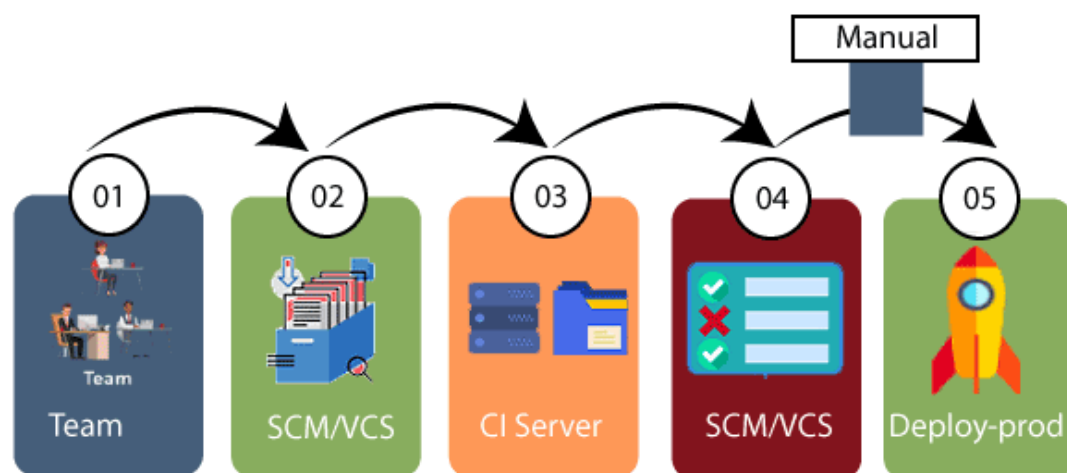 Manual
01
02
03
04
05
Team
Team
SCM/VCS
CI Server
SCM/VCS
Deploy-prod